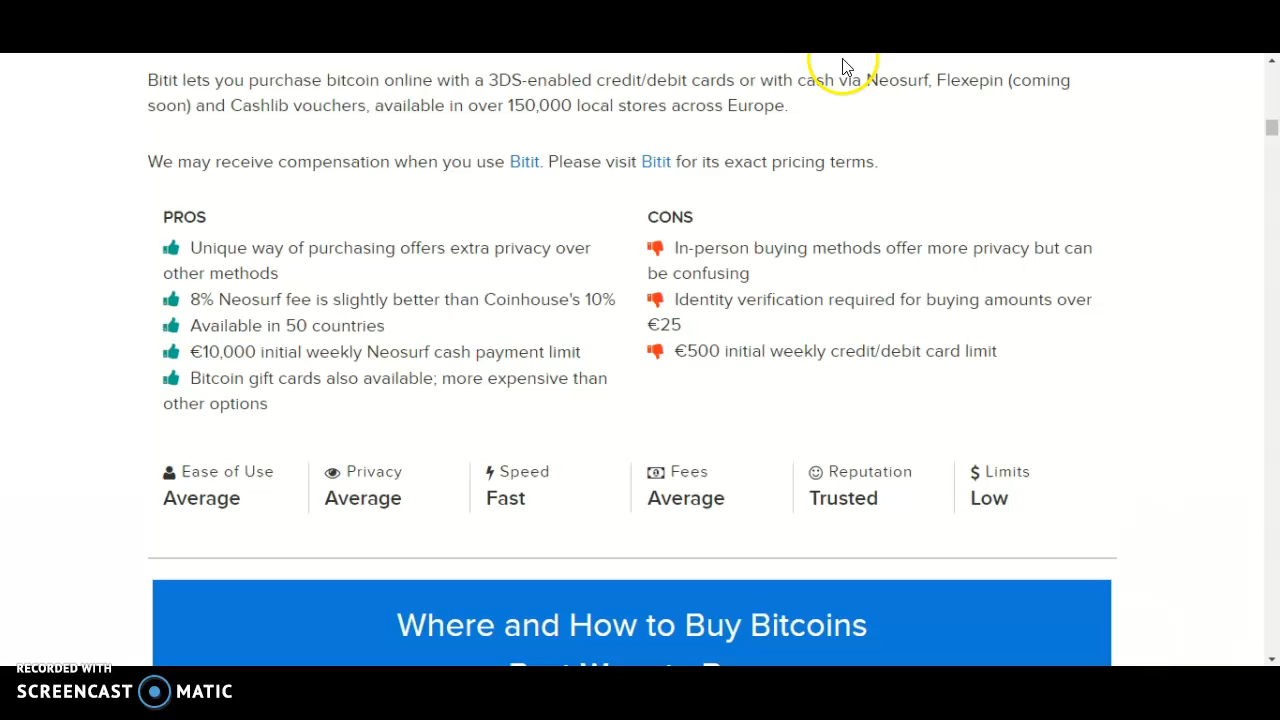 Bitit lets you purchase bitcoin online with a 3DS-enabled credit/debit cards or with cash via Neosurf, Flexepin (coming
soon) and Cashlib vouchers, available in over 150,000 local stores across Europe.
We may receive compensation when you use Bitit. Please visit Bitit for its exact pricing terms.
PROS
Unique way of purchasing offers extra privacy over
other methods
8% Neosurf fee is slightly better than Coinhouse's 10%
Available in 50 countries
€10,000 initial weekly Neosurf cash payment limit
Bitcoin gift cards also available; more expensive than
other options
CONS
In-person buying methods offer more privacy but can
be confusing
Identity verification required for buying amounts over
€25
€500 initial weekly credit/debit card limit
Ease of Use
Average
Privacy
Average
Speed
Fast
Fees
Average
Reputation
Trusted
$ Limits
Low
Where and How to Buy Bitcoins
RECORDED WITH
SCREENCAST MATIC